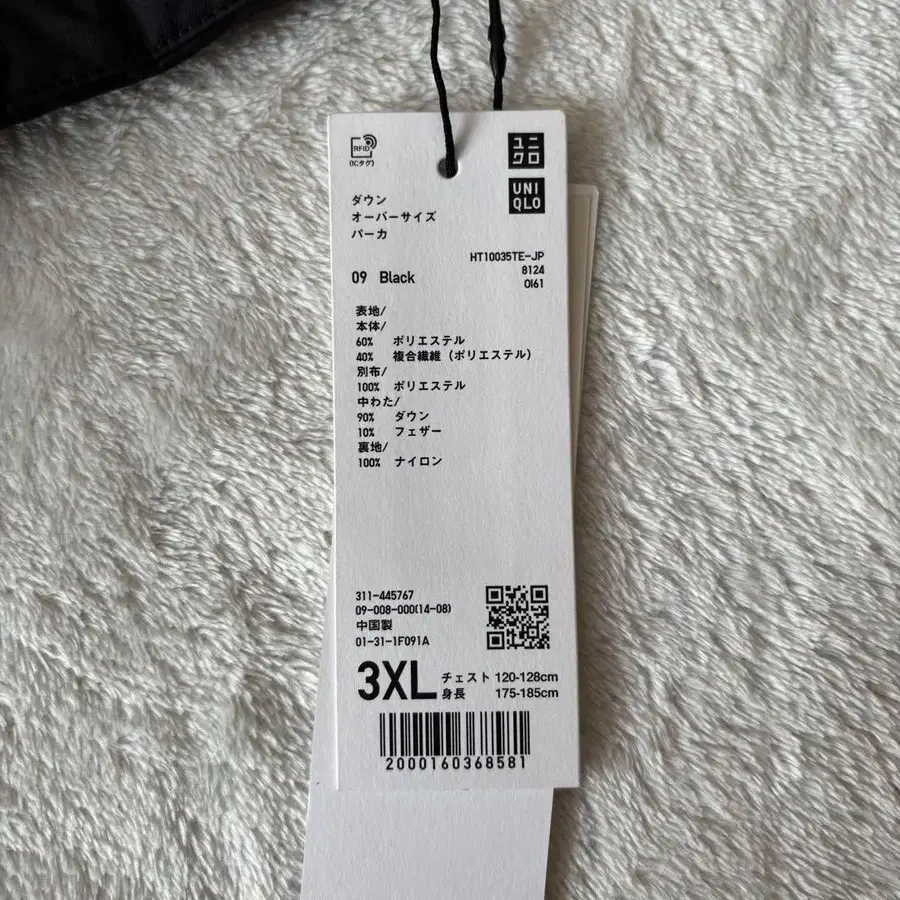 RFID
(ICタグ)
ユニ
クロ
UNI
QLO
ダウン
オーバーサイズ
パーカ
HT10035TE-JP
8124
OI61
09 Black
表地/
本体/
60% ポリエステル
40% 複合繊維（ポリエステル）
別布/
100% ポリエステル
中わた/
90% ダウン
10% フェザー
裏地/
100% ナイロン
311-445767
09-008-000(14-08)
中国製
01-31-1F091A
3XL チェスト 120-128cm
身長 175-185cm
2000160368581